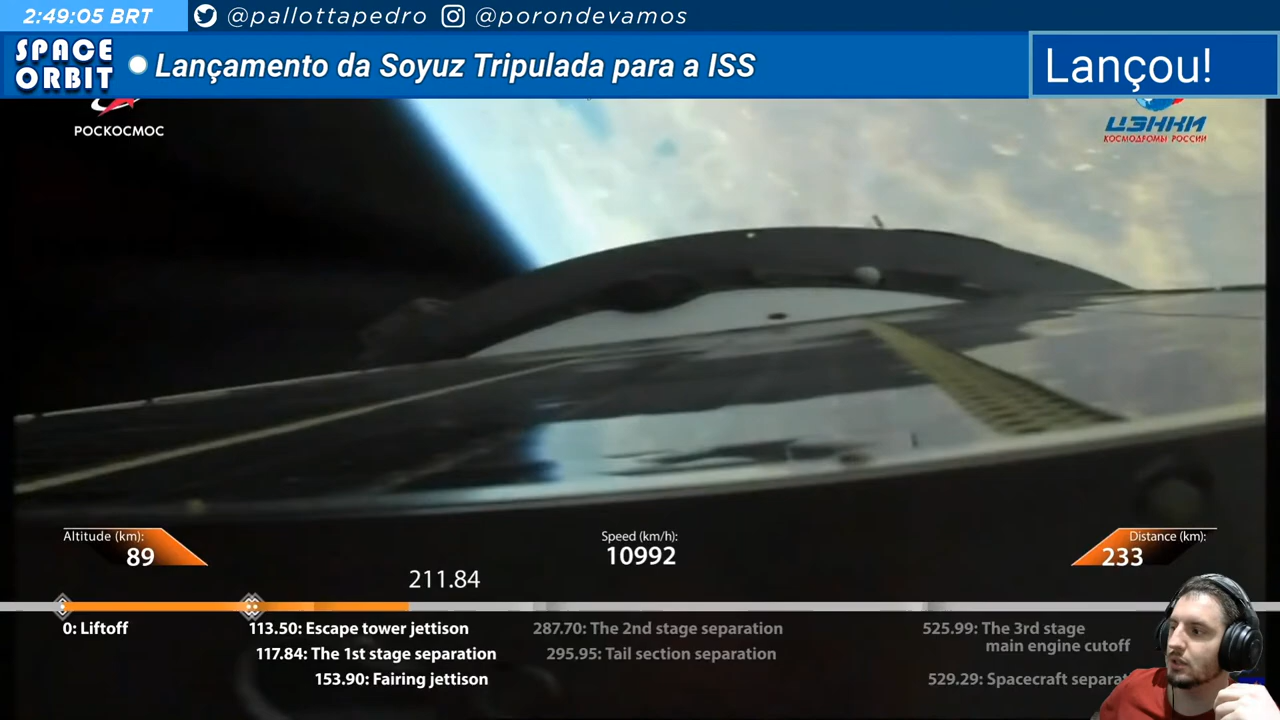 2:49:05 BRT
@pallottapedro
@porondevamos
SPACE
ORBIT
Lançamento da Soyuz Tripulada para a ISS
Lançou!
РОСКОСМОС
ЦЭНКИ
КОСМОДРОМЫ РОССИИ
Altitude (km):
89
Speed (km/h):
10992
Distance (km):
233
211.84
0: Liftoff
113.50: Escape tower jettison
117.84: The 1st stage separation
153.90: Fairing jettison
287.70: The 2nd stage separation
295.95: Tail section separation
525.99: The 3rd stage
main engine cutoff
529.29: Spacecraft separat